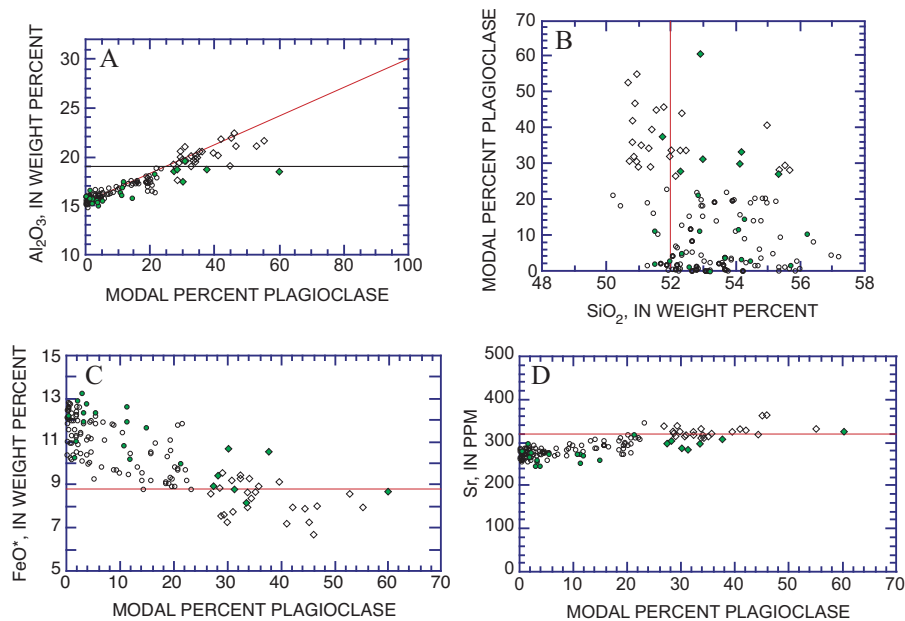 A
Al₂O₃, IN WEIGHT PERCENT
30
25
20
15
10
0 20 40 60 80 100
MODAL PERCENT PLAGIOCLASE
B
MODAL PERCENT PLAGIOCLASE
70
60
50
40
30
20
10
0
48 50 52 54 56 58
SiO₂, IN WEIGHT PERCENT
C
FeO*, IN WEIGHT PERCENT
15
13
11
9
7
5
0 10 20 30 40 50 60 70
MODAL PERCENT PLAGIOCLASE
D
Sr, IN PPM
500
400
300
200
100
0
0 10 20 30 40 50 60 70
MODAL PERCENT PLAGIOCLASE